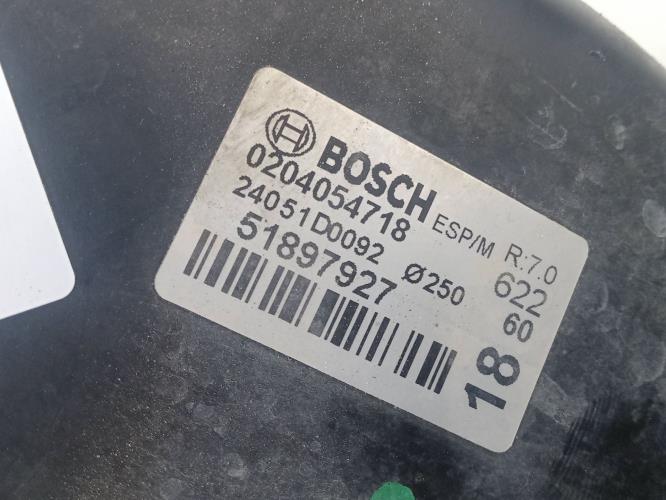 BOSCH
0204054718 ESP/M R:7.0
24051D0092 Ø250 622
51897927 60
18